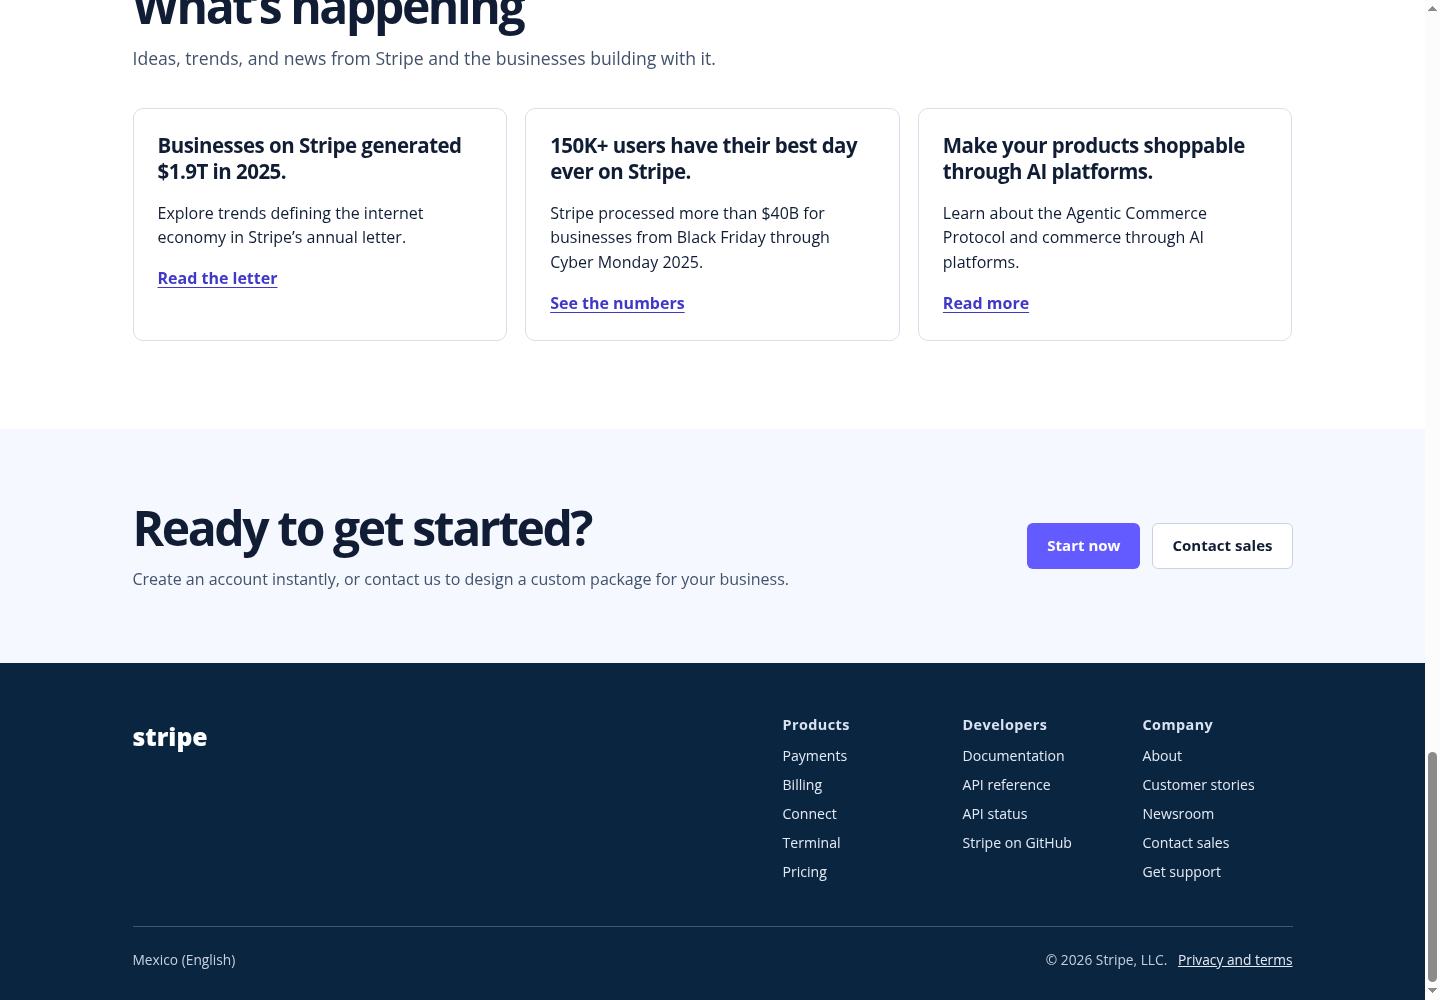 What's happening
Ideas, trends, and news from Stripe and the businesses building with it.
Businesses on Stripe generated
$1.9T in 2025.
Explore trends defining the internet
economy in Stripe’s annual letter.
Read the letter
150K+ users have their best day
ever on Stripe.
Stripe processed more than $40B for
businesses from Black Friday through
Cyber Monday 2025.
See the numbers
Make your products shoppable
through AI platforms.
Learn about the Agentic Commerce
Protocol and commerce through AI
platforms.
Read more
Ready to get started?
Create an account instantly, or contact us to design a custom package for your business.
Start now
Contact sales
stripe
Products
Payments
Billing
Connect
Terminal
Pricing
Developers
Documentation
API reference
API status
Stripe on GitHub
Company
About
Customer stories
Newsroom
Contact sales
Get support
Mexico (English)
© 2026 Stripe, LLC. Privacy and terms